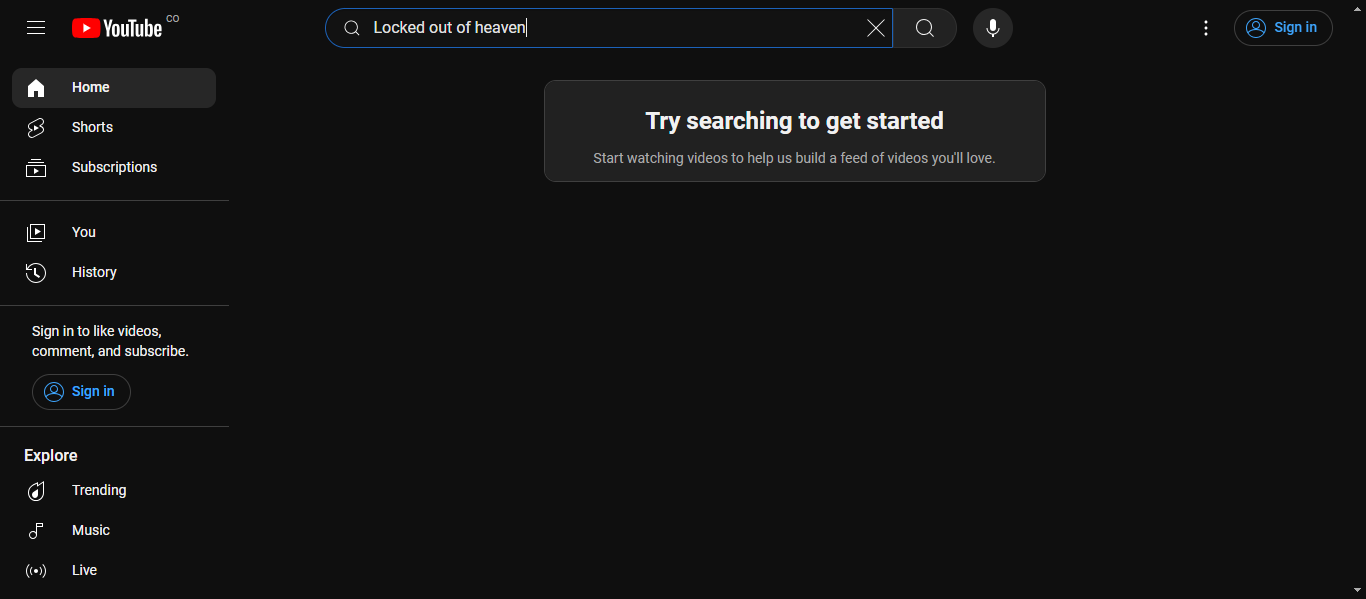 YouTube CO
Locked out of heaven
Sign in
Home
Shorts
Subscriptions
You
History
Sign in to like videos,
comment, and subscribe.
Sign in
Explore
Trending
Music
Live
Try searching to get started
Start watching videos to help us build a feed of videos you'll love.